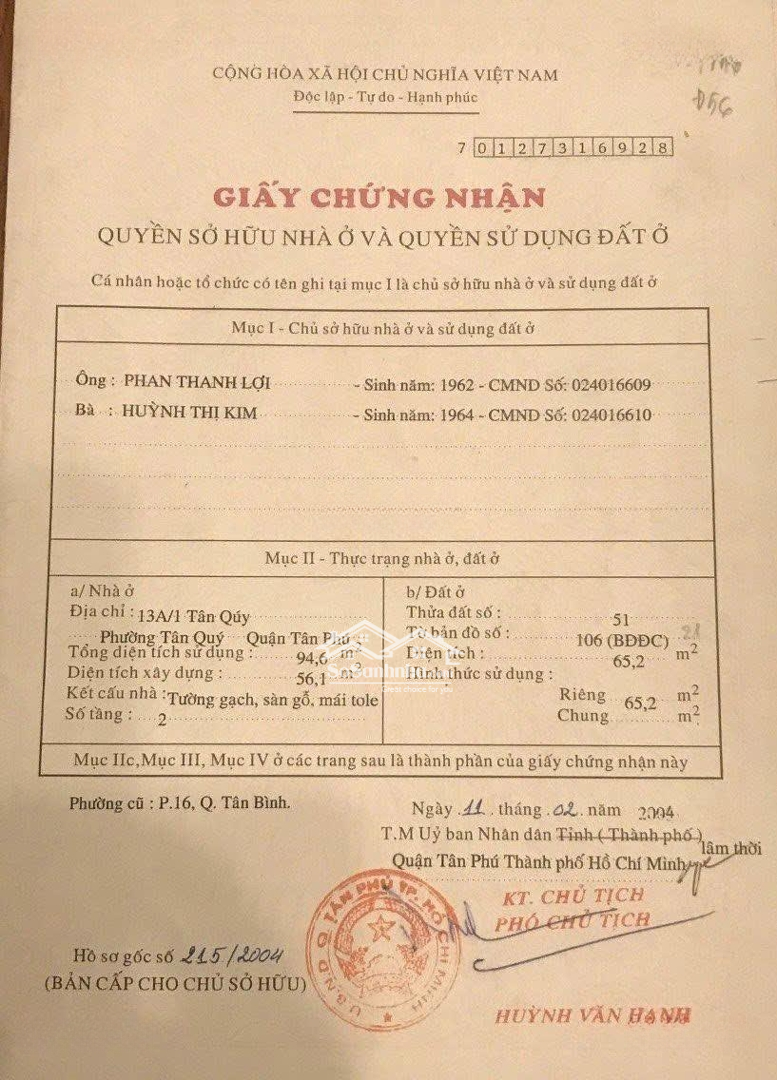 CỘNG HÒA XÃ HỘI CHỦ NGHĨA VIỆT NAM
Độc lập - Tự do - Hạnh phúc
Đ56
7 0 1 2 7 3 1 6 9 2 8
GIẤY CHỨNG NHẬN
QUYỀN SỞ HỮU NHÀ Ở VÀ QUYỀN SỬ DỤNG ĐẤT Ở
Cá nhân hoặc tổ chức có tên ghi tại mục I là chủ sở hữu nhà ở và sử dụng đất ở
Mục I - Chủ sở hữu nhà ở và sử dụng đất ở
Ông : PHAN THANH LỢI - Sinh năm: 1962 - CMND Số: 024016609
Bà : HUỲNH THỊ KIM - Sinh năm: 1964 - CMND Số: 024016610
Mục II - Thực trạng nhà ở, đất ở
a/ Nhà ở
Địa chỉ : 13A/1 Tân Qúy
Phường Tân Quý Quận Tân Phú
Tổng diện tích sử dụng : 94,6 m2
Diện tích xây dựng : 56,1 m2
Kết cấu nhà : Tường gạch, sàn gỗ, mái tole
Số tầng : 2
b/ Đất ở
Thửa đất số : 51
Tờ bản đồ số : 106 (BĐĐC)
Diện tích : 65,2 m2
Hình thức sử dụng :
Riêng 65,2 m2
Chung m2
Mục IIc,Mục III, Mục IV ở các trang sau là thành phần của giấy chứng nhận này
Phường cũ : P.16, Q. Tân Bình.
Ngày 11 tháng 02 năm 2004
T.M Uỷ ban Nhân dân Tỉnh ( Thành phố ) lâm thời
Quận Tân Phú Thành phố Hồ Chí Minh
KT. CHỦ TỊCH
PHÓ CHỦ TỊCH
U.B.N.D Q. TÂN PHÚ TP. HỒ CHÍ MINH
Hồ sơ gốc số 215/2004
(BẢN CẤP CHO CHỦ SỞ HỮU)
HUỲNH VĂN HẠNH